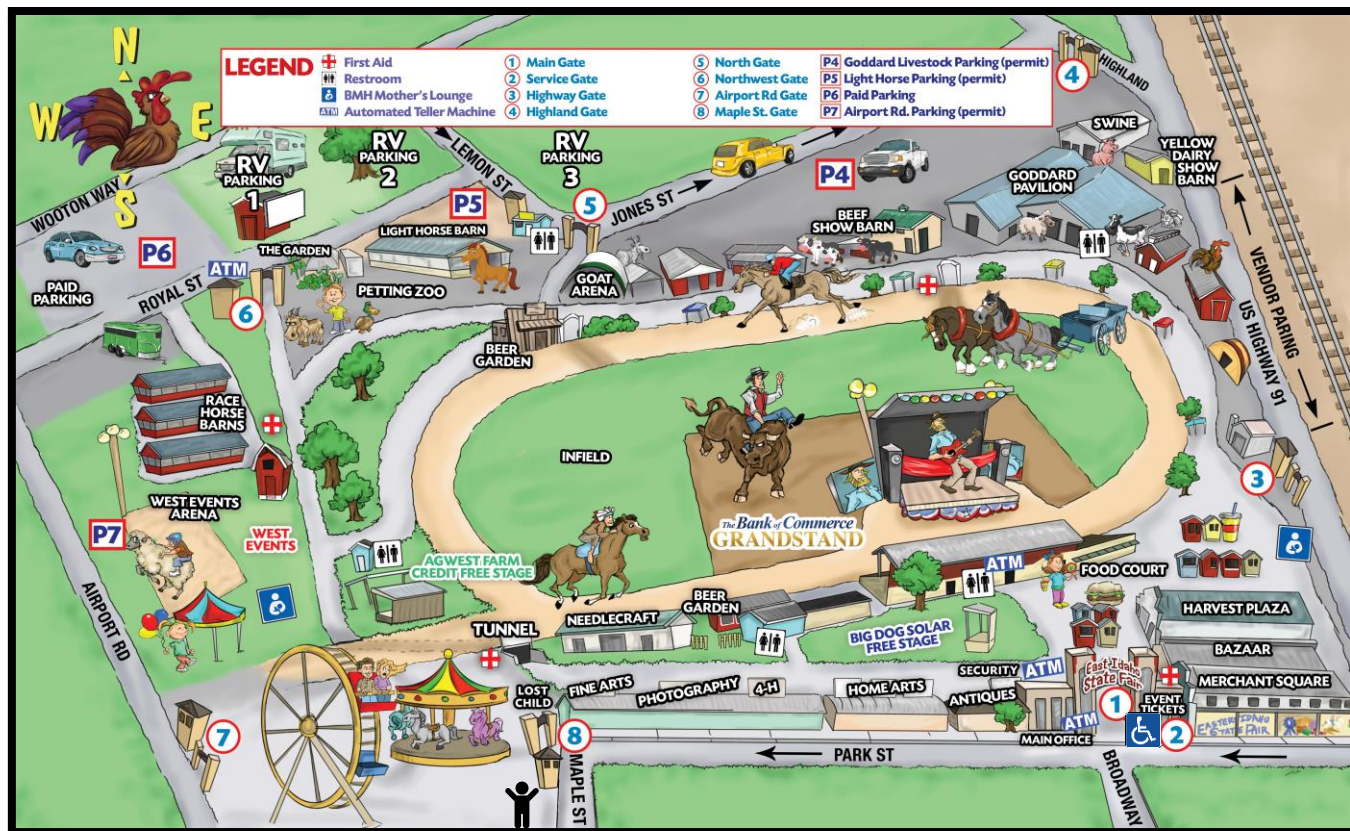 N
W
E
S
LEGEND
First Aid
Restroom
BMH Mother's Lounge
ATM Automated Teller Machine
1 Main Gate
2 Service Gate
3 Highway Gate
4 Highland Gate
5 North Gate
6 Northwest Gate
7 Airport Rd Gate
8 Maple St. Gate
P4 Goddard Livestock Parking (permit)
P5 Light Horse Parking (permit)
P6 Paid Parking
P7 Airport Rd. Parking (permit)
4
HIGHLAND
SWINE
YELLOW
DAIRY
SHOW
BARN
GODDARD
PAVILION
RV
PARKING
1
RV
PARKING
2
RV
PARKING
3
LEMON ST
WOOTON WAY
P4
P5
5
JONES ST
BEEF
SHOW BARN
LIGHT HORSE BARN
THE GARDEN
P6
ATM
PAID
PARKING
ROYAL ST
6
PETTING ZOO
GOAT
ARENA
BEER
GARDEN
VENDOR PARKING
US HIGHWAY 91
RACE
HORSE
BARNS
INFIELD
WEST EVENTS
ARENA
P7
WEST
EVENTS
The Bank of Commerce
GRANDSTAND
3
AGWEST FARM
CREDIT FREE STAGE
ATM
FOOD COURT
AIRPORT RD
TUNNEL
NEEDLECRAFT
BEER
GARDEN
BIG DOG SOLAR
FREE STAGE
HARVEST PLAZA
BAZAAR
MERCHANT SQUARE
SECURITY
ATM
East Idaho
State Fair
LOST
CHILD
FINE ARTS
PHOTOGRAPHY
4-H
HOME ARTS
ANTIQUES
1
EVENT
TICKETS
ATM
MAIN OFFICE
2
EASTERN IDAHO
STATE FAIR
7
8
MAPLE ST
PARK ST
BROADWAY